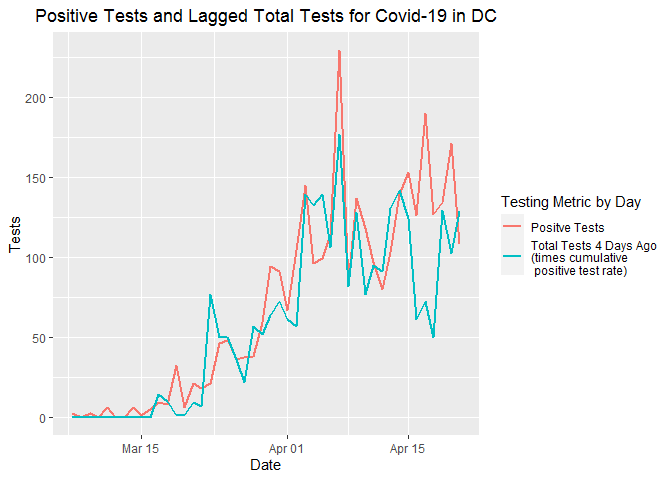 Positive Tests and Lagged Total Tests for Covid-19 in DC
Tests
200
150
100
50
0
Mar 15
Apr 01
Apr 15
Date
Testing Metric by Day
Positve Tests
Total Tests 4 Days Ago
(times cumulative
positive test rate)